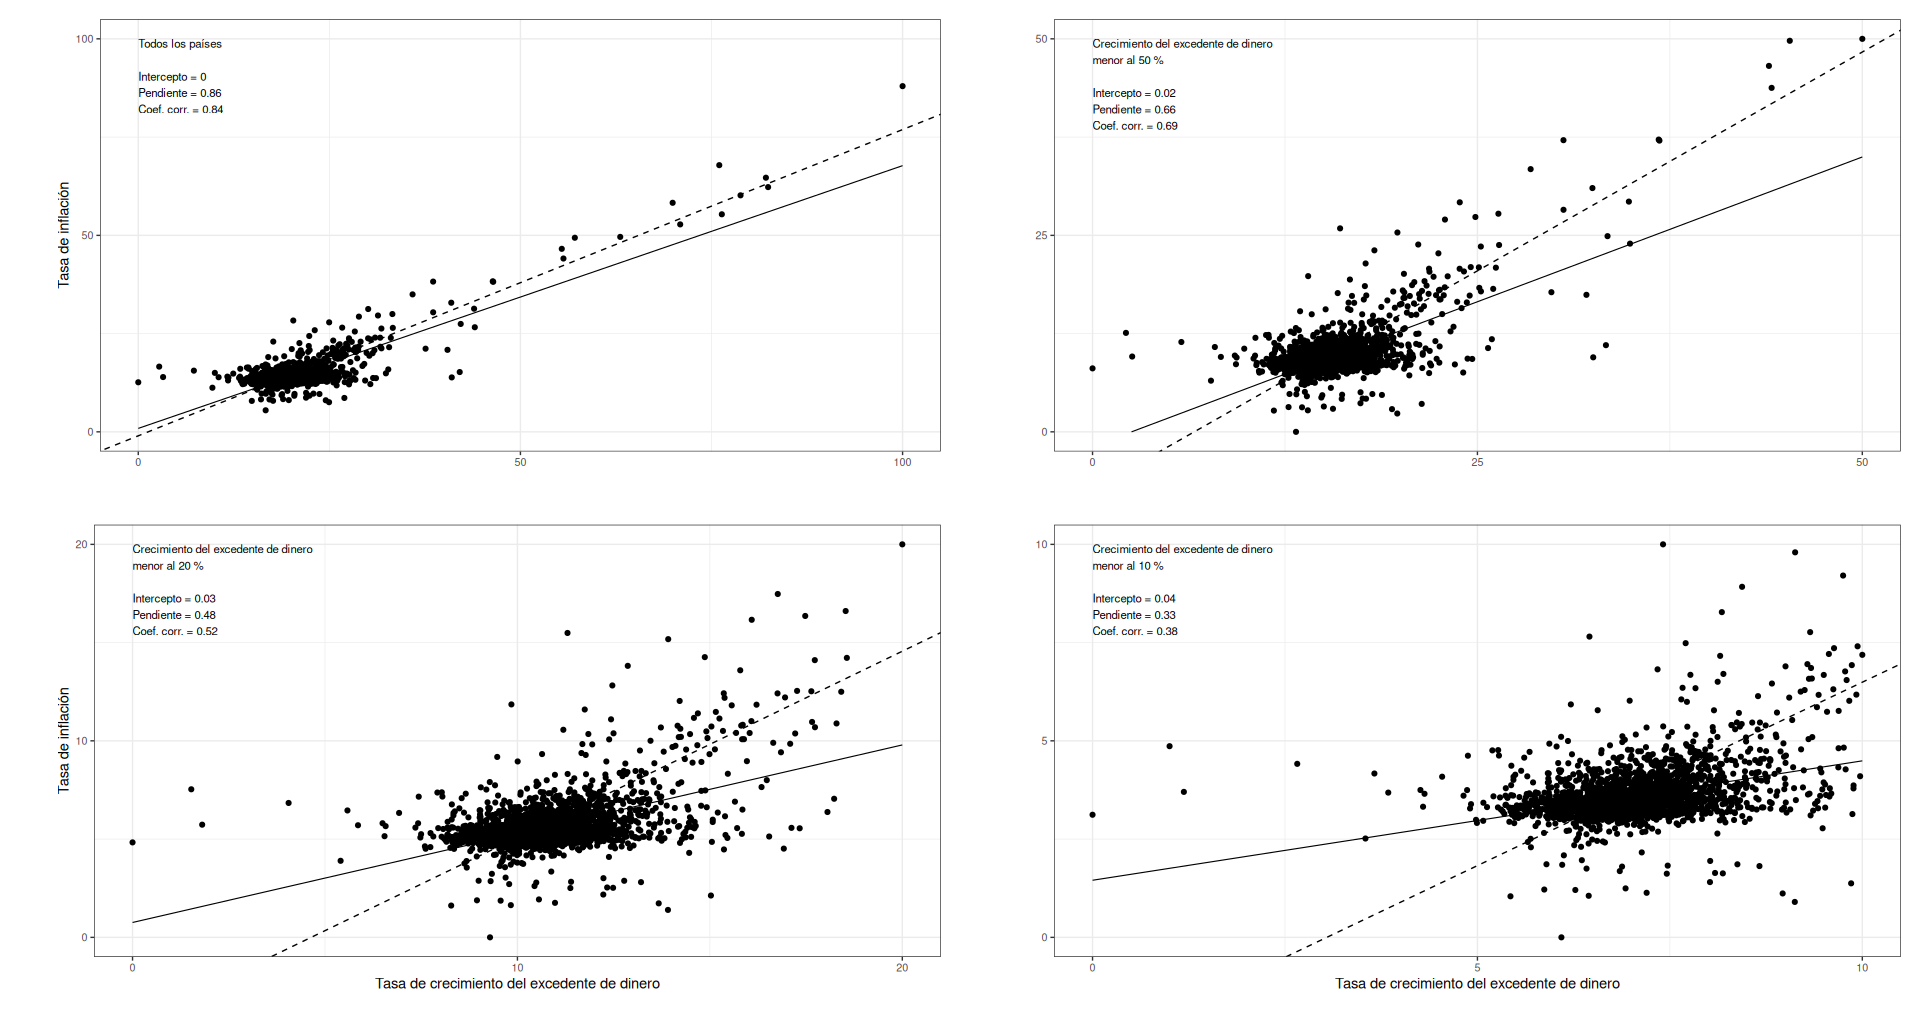 Todos los países
Intercepto = 0
Pendiente = 0.86
Coef. corr. = 0.84
100
50
0
0
50
100
Tasa de inflación
Crecimiento del excedente de dinero
menor al 50 %
Intercepto = 0.02
Pendiente = 0.66
Coef. corr. = 0.69
50
25
0
0
25
50
Crecimiento del excedente de dinero
menor al 20 %
Intercepto = 0.03
Pendiente = 0.48
Coef. corr. = 0.52
20
10
0
0
10
20
Tasa de inflación
Tasa de crecimiento del excedente de dinero
Crecimiento del excedente de dinero
menor al 10 %
Intercepto = 0.04
Pendiente = 0.33
Coef. corr. = 0.38
10
5
0
0
5
10
Tasa de crecimiento del excedente de dinero